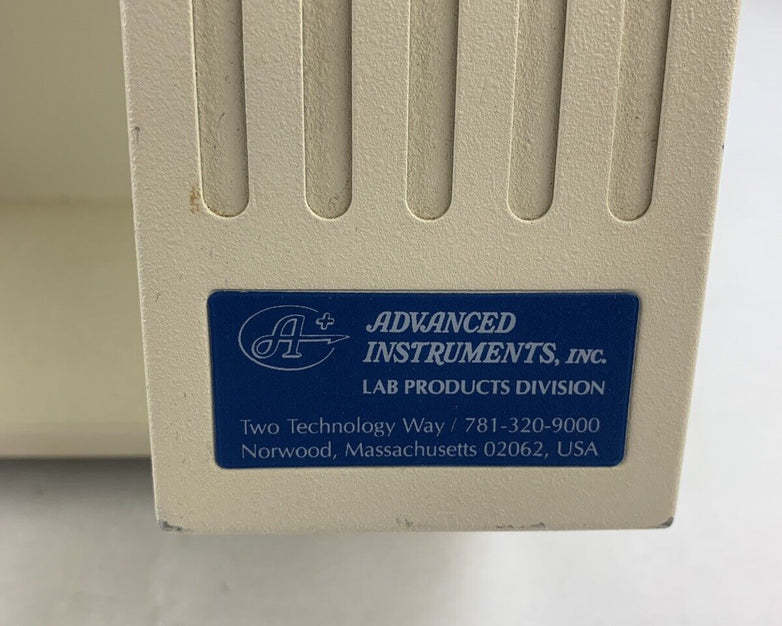 A+
ADVANCED
INSTRUMENTS, INC.
LAB PRODUCTS DIVISION
Two Technology Way / 781-320-9000
Norwood, Massachusetts 02062, USA